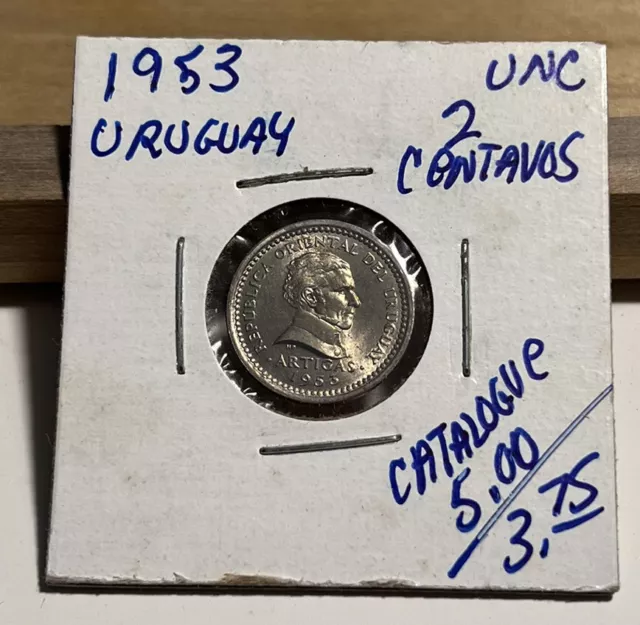 1953
URUGUAY
UNC
2
CENTAVOS
REPUBLICA ORIENTAL DEL URUGUAY
ARTIGAS
1953
CATALOGUE
5.00
3.75